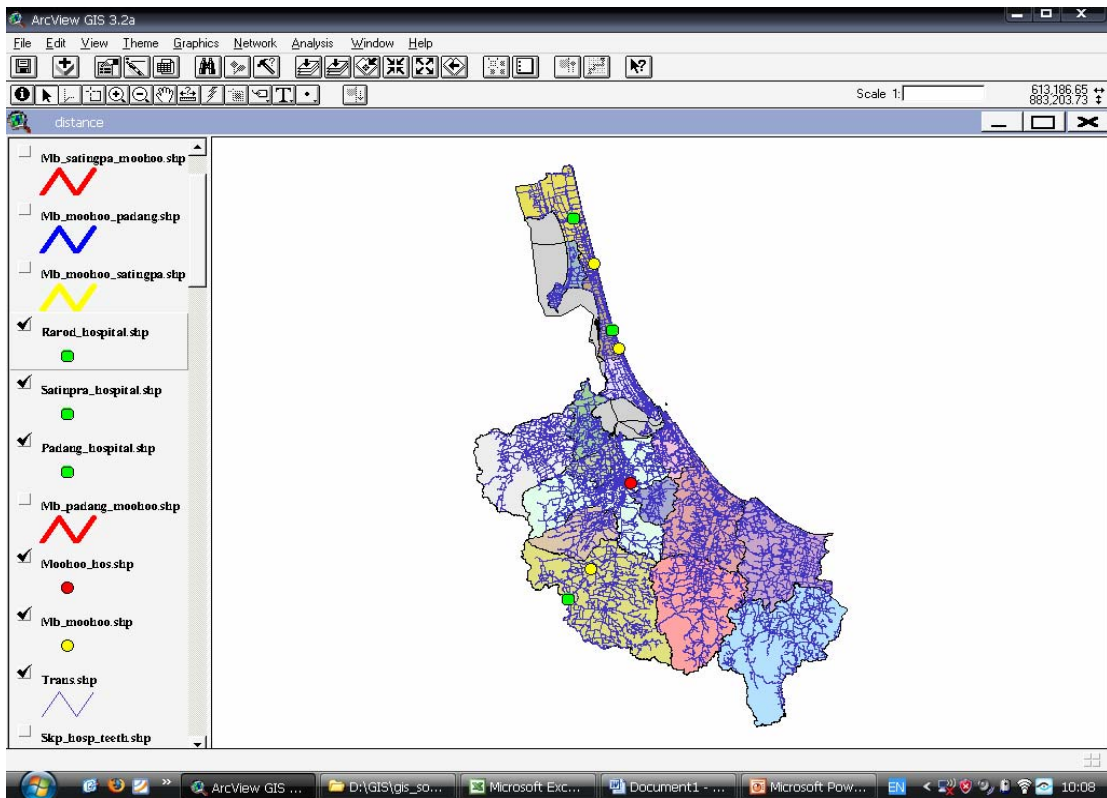 ArcView GIS 3.2a
File Edit View Theme Graphics Network Analysis Window Help
Scale 1:
613,186.65
883,203.73
distance
Mb_satingpa_moohoo.shp
Mb_moohoo_padang.shp
Mb_moohoo_satingpa.shp
Rarod_hospital.shp
Satinpra_hospital.shp
Padang_hospital.shp
Mb_padang_moohoo.shp
Moohoo_hos.shp
Mb_moohoo.shp
Trans.shp
Skp_hosp_teeth.shp
ArcView GIS ... D:\GIS\gis_so... Microsoft Exc... Document1 - ... Microsoft Pow... EN 10:08